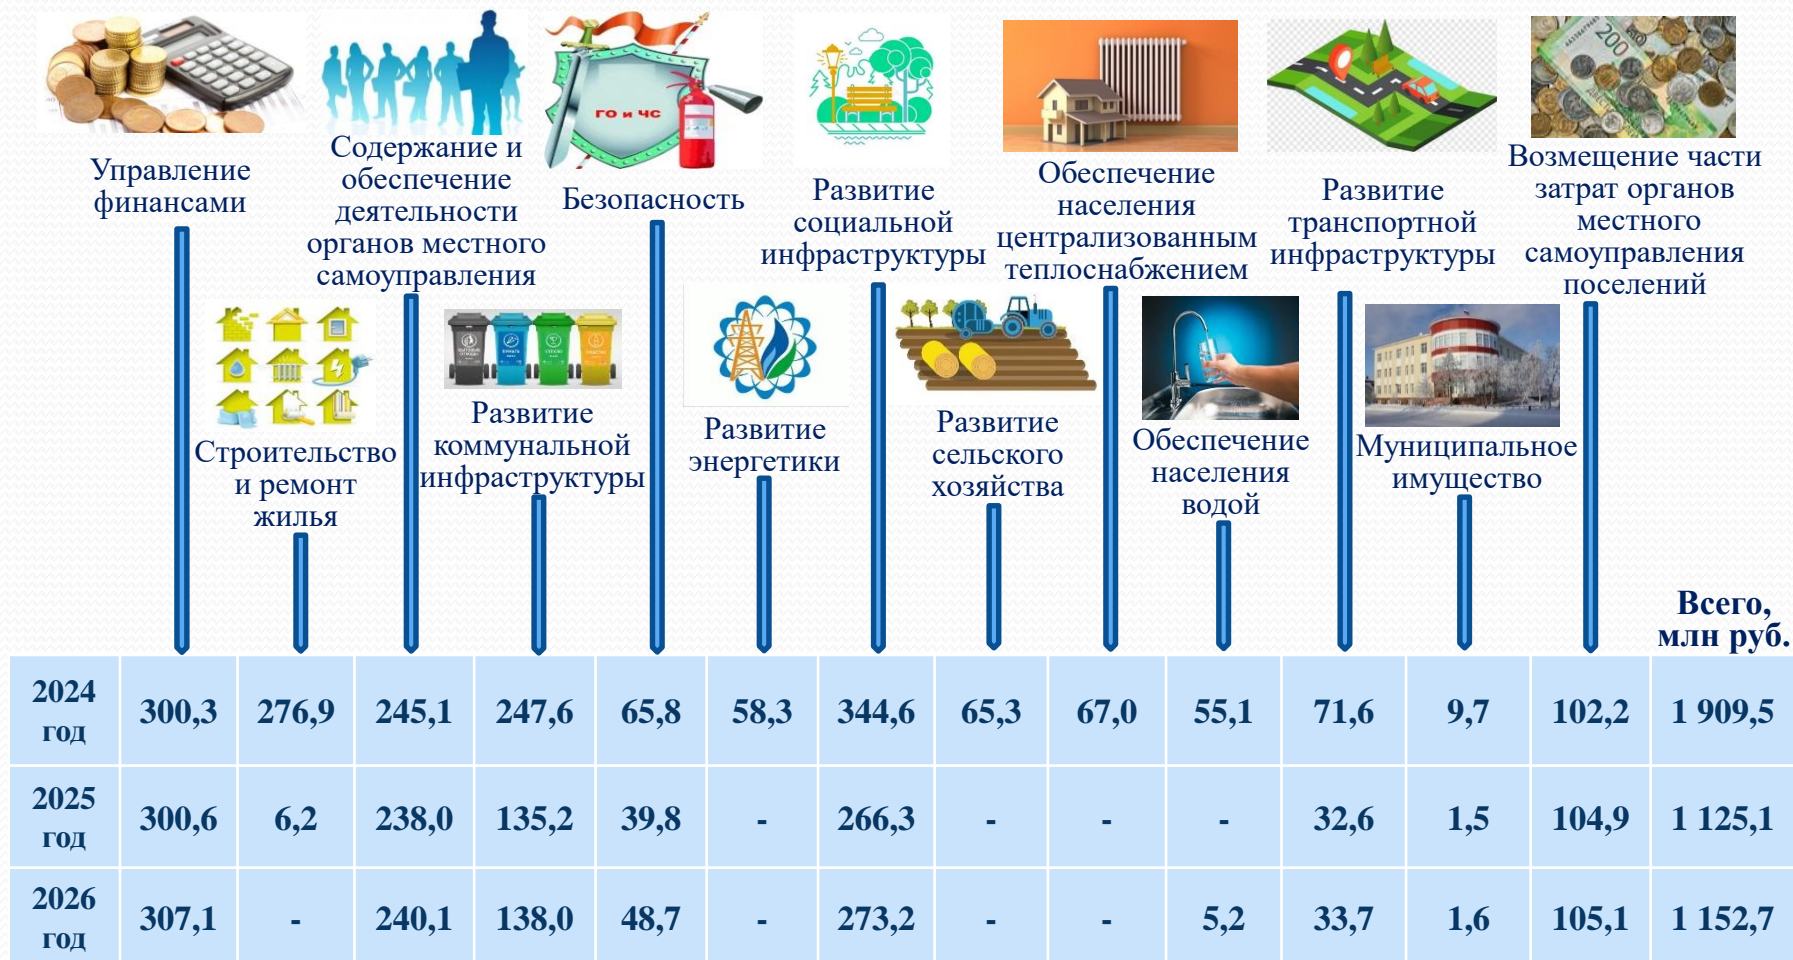 ГО и ЧС
200
Управление
финансами
Содержание и
обеспечение
деятельности
органов местного
самоуправления
Безопасность
Развитие
социальной
инфраструктуры
Обеспечение
населения
централизованным
теплоснабжением
Развитие
транспортной
инфраструктуры
Возмещение части
затрат органов
местного
самоуправления
поселений
Строительство
и ремонт
жилья
Развитие
коммунальной
инфраструктуры
Развитие
энергетики
Развитие
сельского
хозяйства
Обеспечение
населения
водой
Муниципальное
имущество
Всего,
млн руб.
2024 год 300,3 276,9 245,1 247,6 65,8 58,3 344,6 65,3 67,0 55,1 71,6 9,7 102,2 1 909,5
2025 год 300,6 6,2 238,0 135,2 39,8 - 266,3 - - - 32,6 1,5 104,9 1 125,1
2026 год 307,1 - 240,1 138,0 48,7 - 273,2 - - 5,2 33,7 1,6 105,1 1 152,7